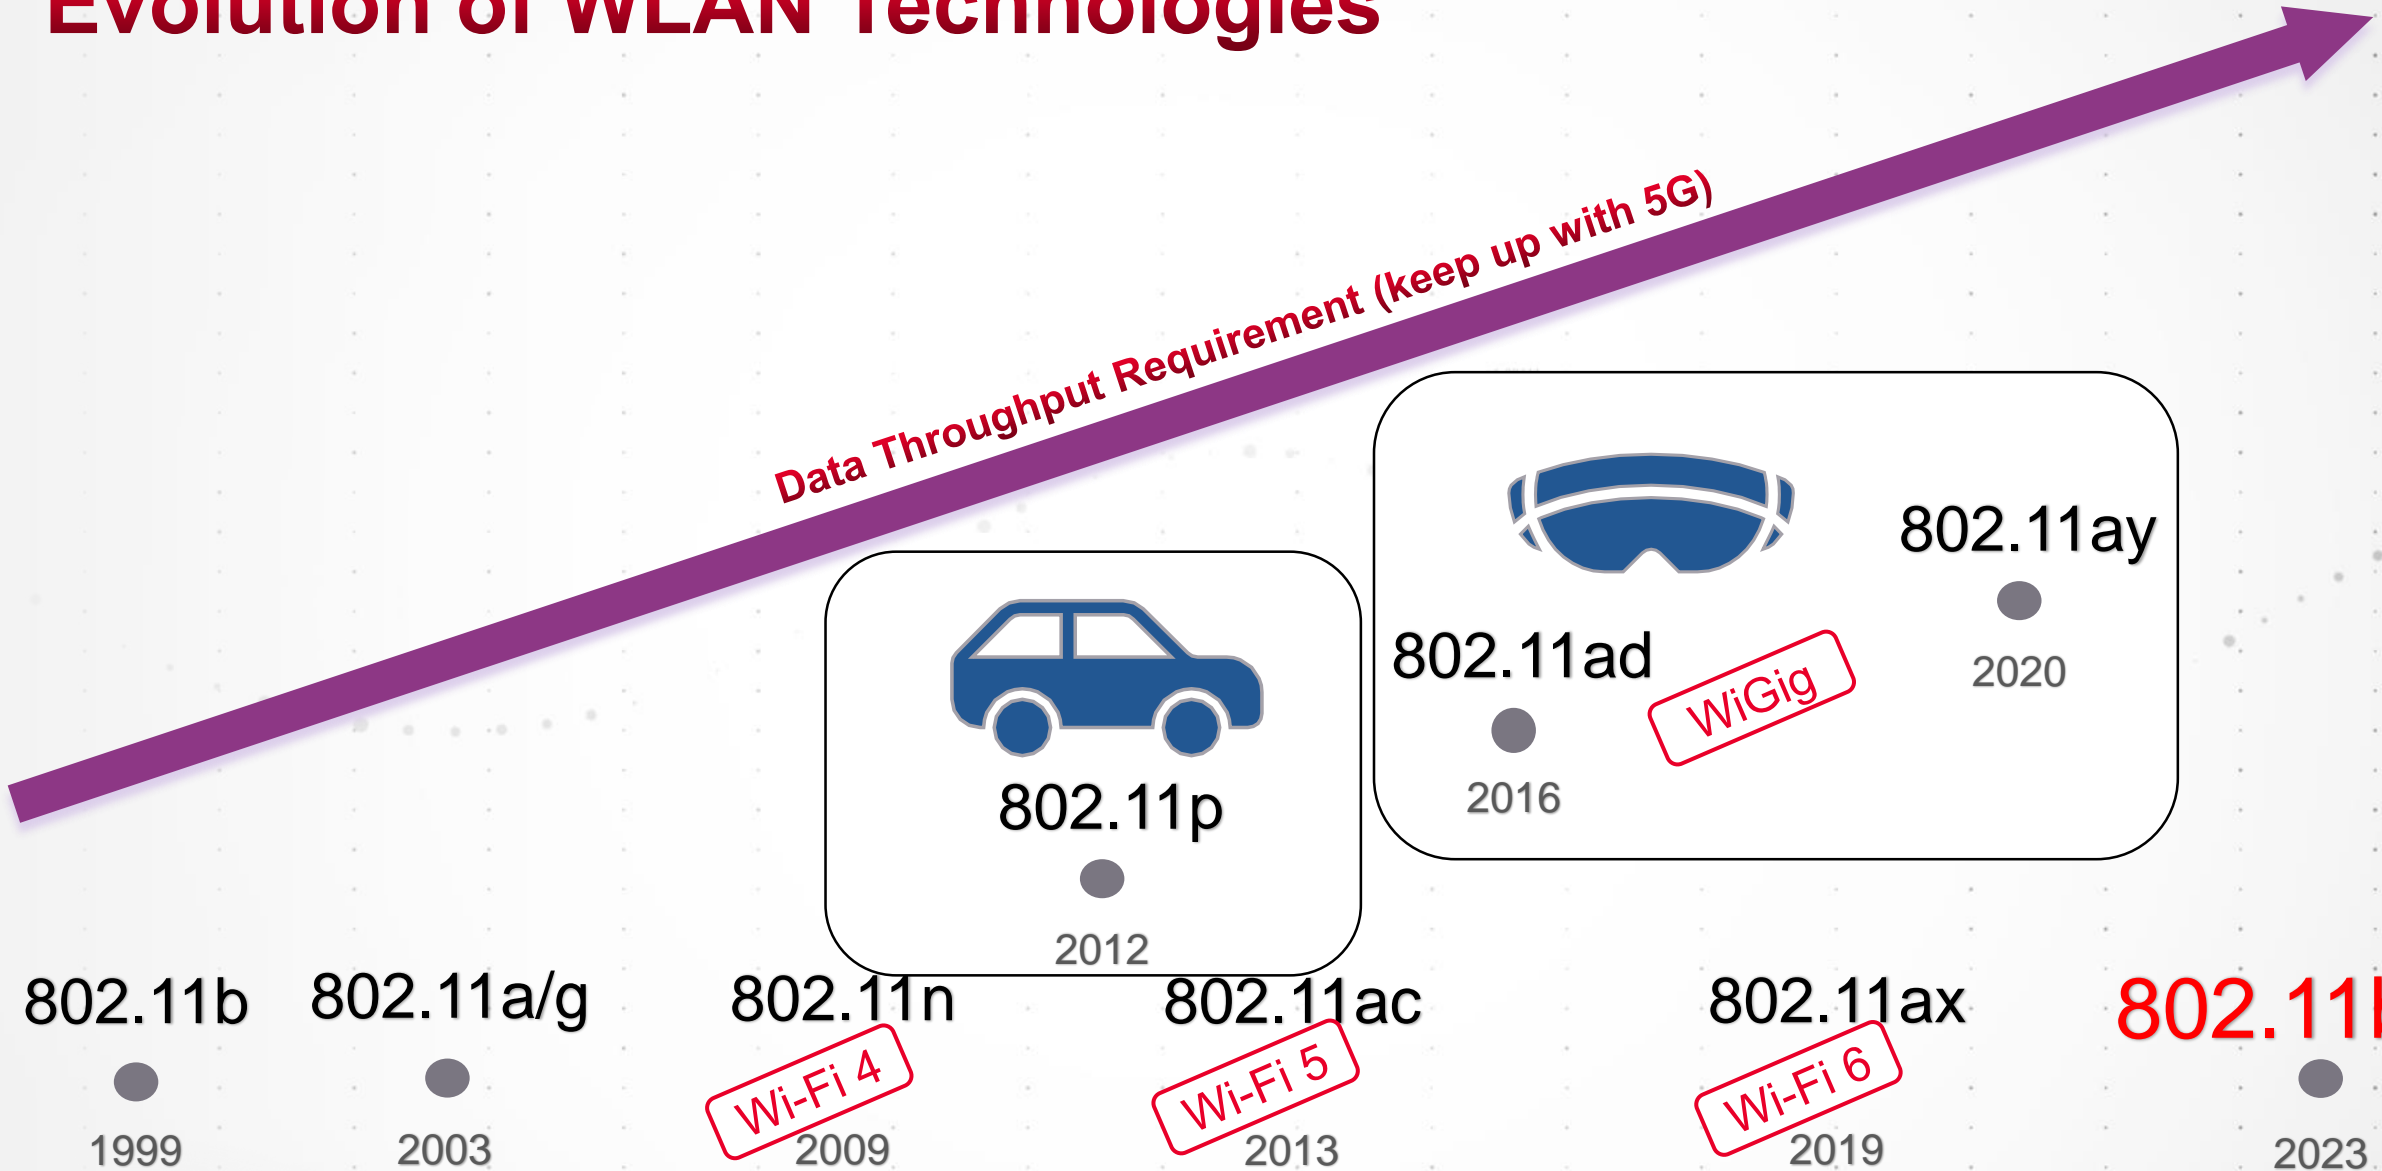 Evolution of WLAN Technologies
Data Throughput Requirement (keep up with 5G)
802.11ay
2020
802.11ad
WiGig
2016
802.11p
2012
802.11b
1999
802.11a/g
2003
802.11n
Wi-Fi 4
2009
802.11ac
Wi-Fi 5
2013
802.11ax
Wi-Fi 6
2019
2023